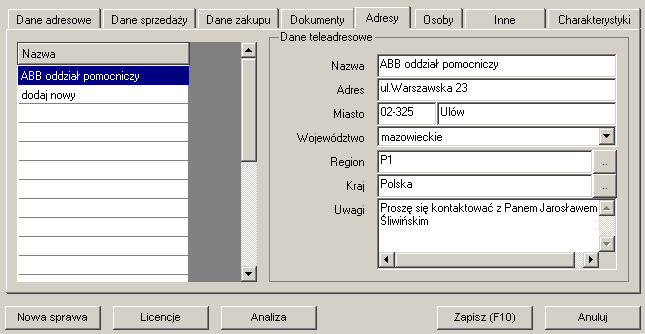 Dane adresowe Dane sprzedaży Dane zakupu Dokumenty Adresy Osoby Inne Charakterystyki
Nazwa
ABB oddział pomocniczy
dodaj nowy
Dane teleadresowe
Nazwa ABB oddział pomocniczy
Adres ul.Warszawska 23
Miasto 02-325 Ulów
Województwo mazowieckie
Region P1 ..
Kraj Polska ..
Uwagi Proszę się kontaktować z Panem Jarosławem
Śliwińskim
Nowa sprawa Licencje Analiza Zapisz (F10) Anuluj